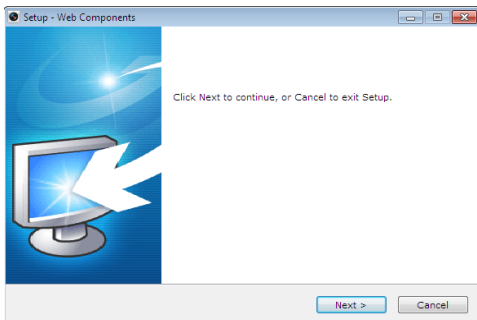 Setup - Web Components
Click Next to continue, or Cancel to exit Setup.
Next >
Cancel